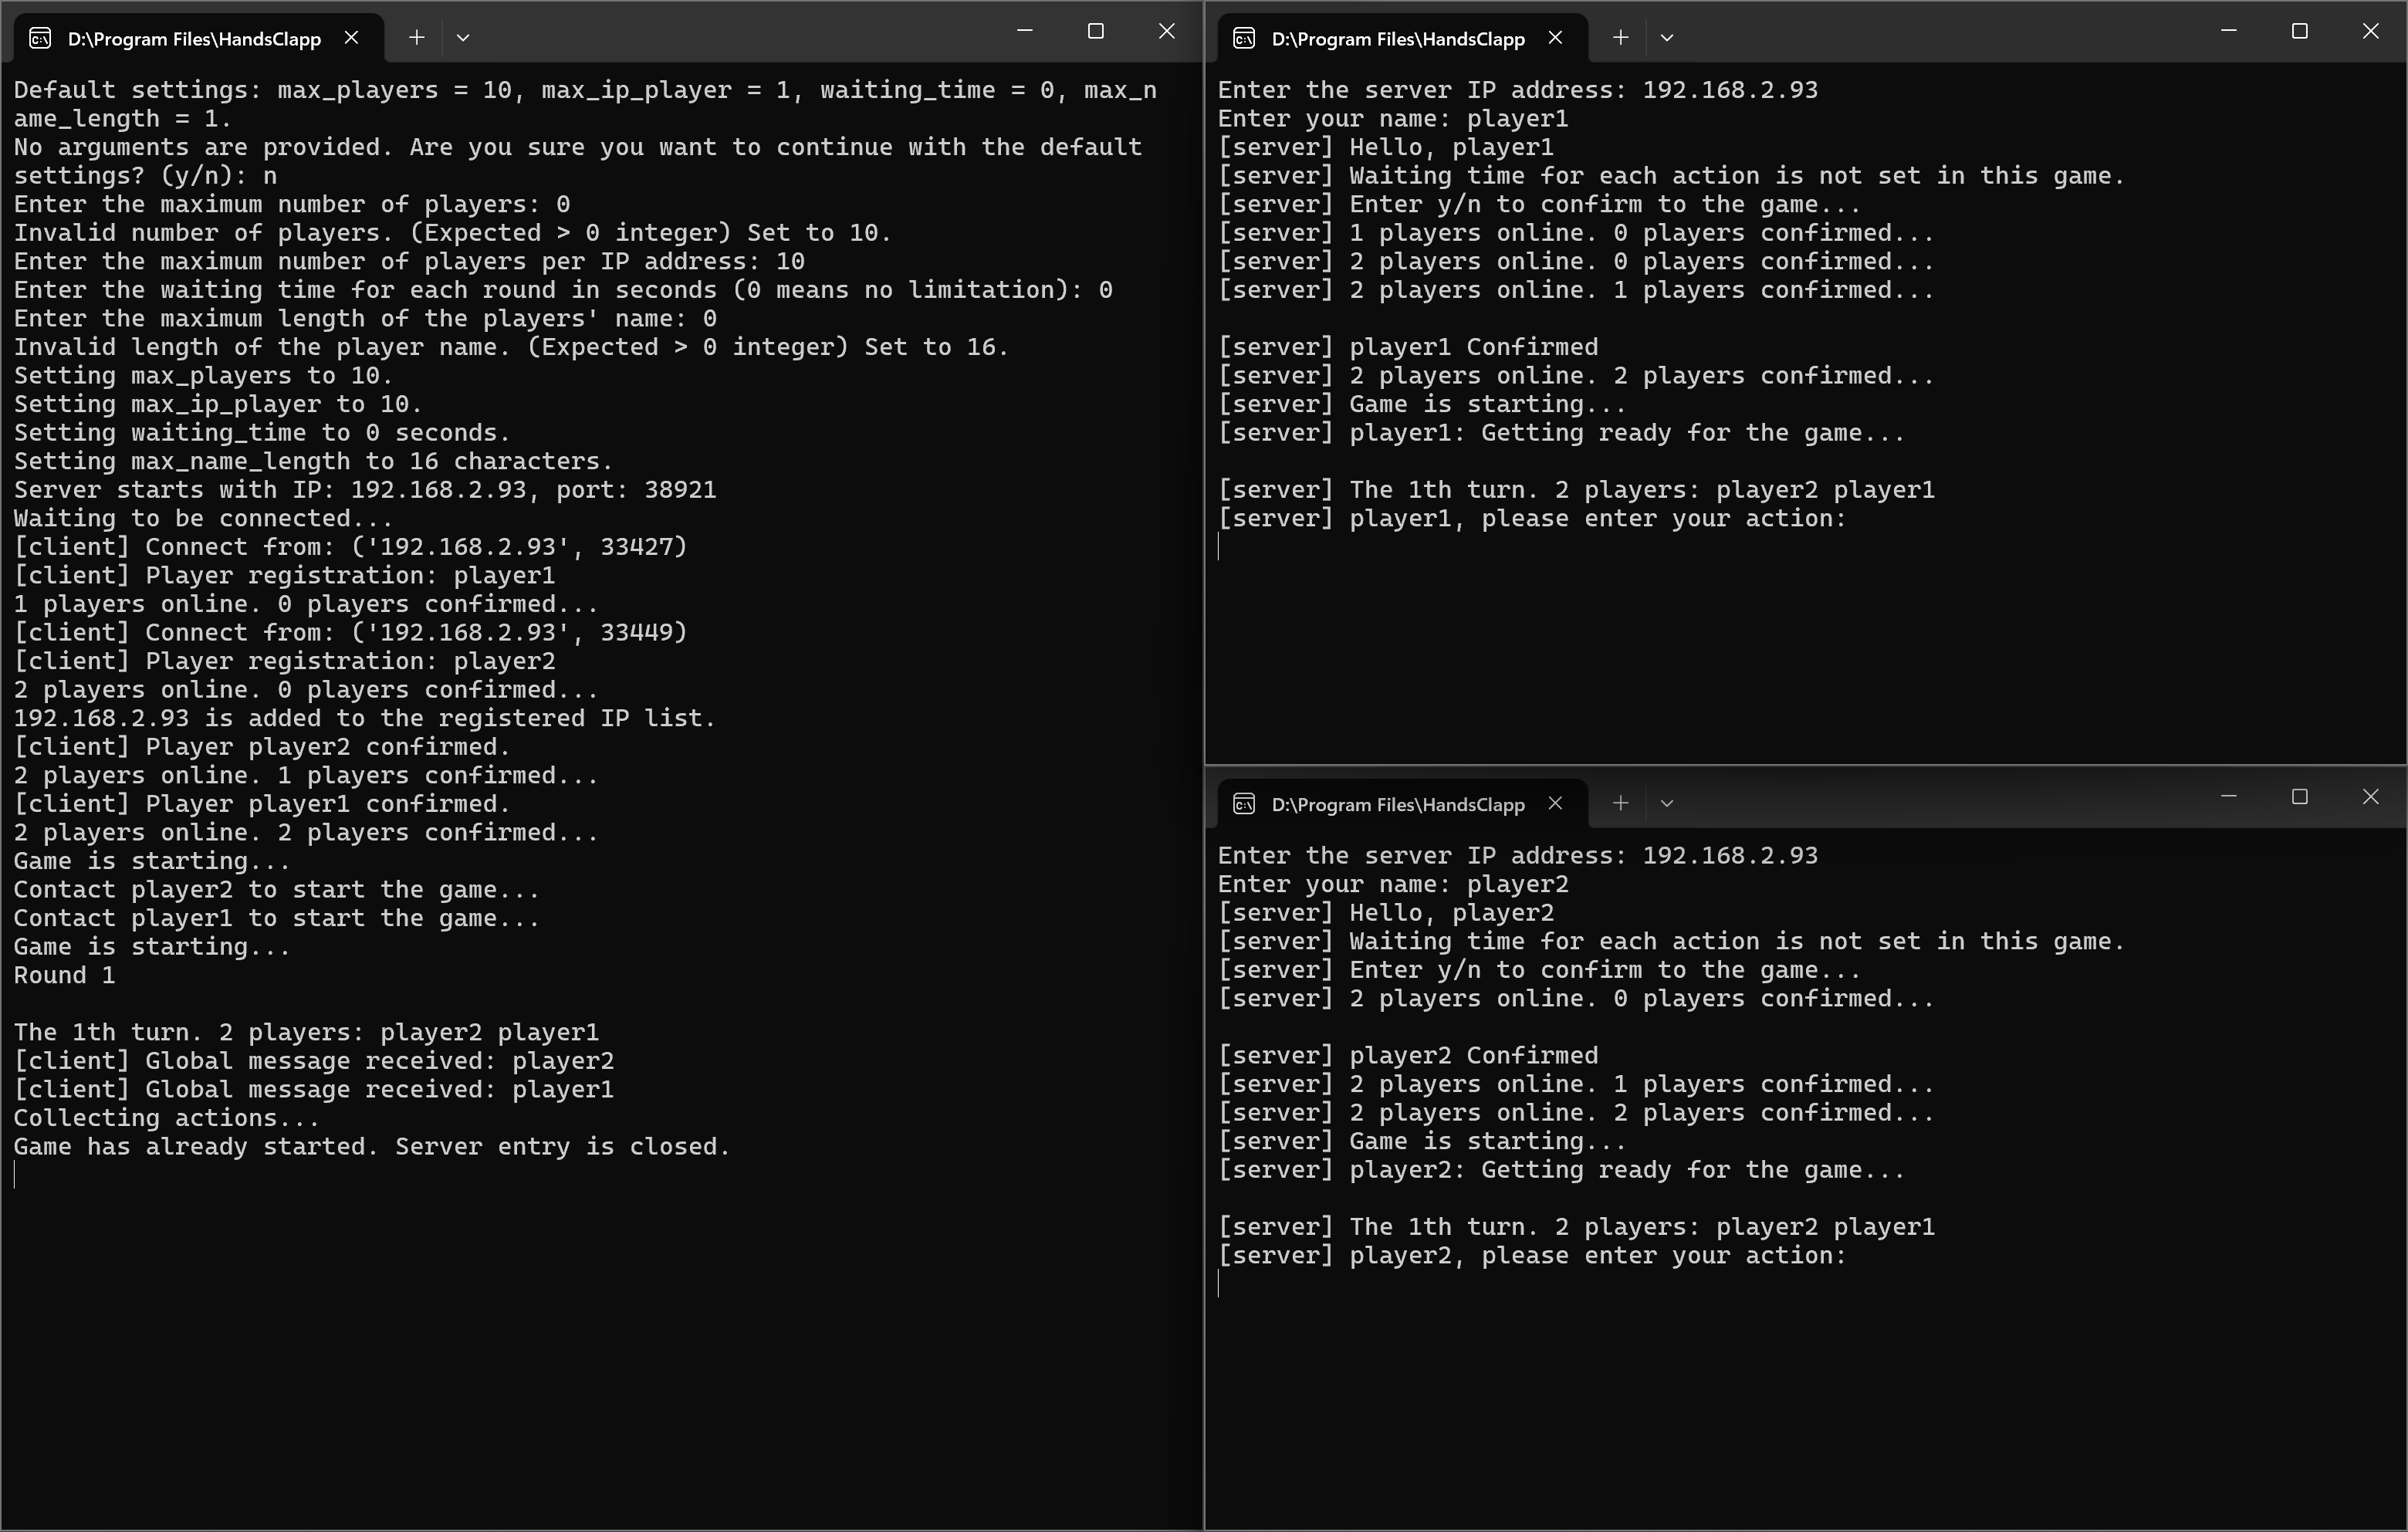 D:\Program Files\HandsClapp
Default settings: max_players = 10, max_ip_player = 1, waiting_time = 0, max_n
ame_length = 1.
No arguments are provided. Are you sure you want to continue with the default
settings? (y/n): n
Enter the maximum number of players: 0
Invalid number of players. (Expected > 0 integer) Set to 10.
Enter the maximum number of players per IP address: 10
Enter the waiting time for each round in seconds (0 means no limitation): 0
Enter the maximum length of the players' name: 0
Invalid length of the player name. (Expected > 0 integer) Set to 16.
Setting max_players to 10.
Setting max_ip_player to 10.
Setting waiting_time to 0 seconds.
Setting max_name_length to 16 characters.
Server starts with IP: 192.168.2.93, port: 38921
Waiting to be connected...
[client] Connect from: ('192.168.2.93', 33427)
[client] Player registration: player1
1 players online. 0 players confirmed...
[client] Connect from: ('192.168.2.93', 33449)
[client] Player registration: player2
2 players online. 0 players confirmed...
192.168.2.93 is added to the registered IP list.
[client] Player player2 confirmed.
2 players online. 1 players confirmed...
[client] Player player1 confirmed.
2 players online. 2 players confirmed...
Game is starting...
Contact player2 to start the game...
Contact player1 to start the game...
Game is starting...
Round 1
The 1th turn. 2 players: player2 player1
[client] Global message received: player2
[client] Global message received: player1
Collecting actions...
Game has already started. Server entry is closed.
D:\Program Files\HandsClapp
Enter the server IP address: 192.168.2.93
Enter your name: player1
[server] Hello, player1
[server] Waiting time for each action is not set in this game.
[server] Enter y/n to confirm to the game...
[server] 1 players online. 0 players confirmed...
[server] 2 players online. 0 players confirmed...
[server] 2 players online. 1 players confirmed...
[server] player1 Confirmed
[server] 2 players online. 2 players confirmed...
[server] Game is starting...
[server] player1: Getting ready for the game...
[server] The 1th turn. 2 players: player2 player1
[server] player1, please enter your action:
D:\Program Files\HandsClapp
Enter the server IP address: 192.168.2.93
Enter your name: player2
[server] Hello, player2
[server] Waiting time for each action is not set in this game.
[server] Enter y/n to confirm to the game...
[server] 2 players online. 0 players confirmed...
[server] player2 Confirmed
[server] 2 players online. 1 players confirmed...
[server] 2 players online. 2 players confirmed...
[server] Game is starting...
[server] player2: Getting ready for the game...
[server] The 1th turn. 2 players: player2 player1
[server] player2, please enter your action: